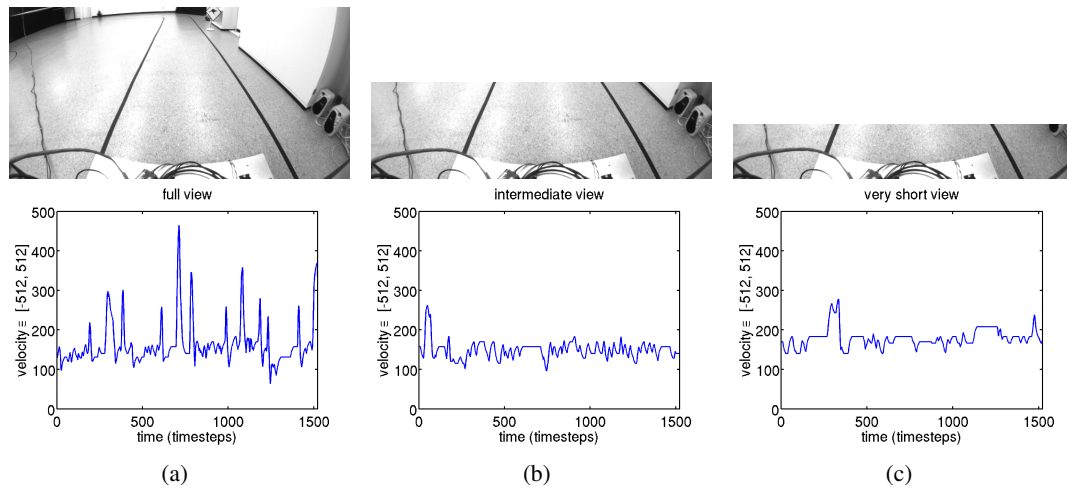 full view
500
400
300
200
100
0
velocity ∈ [-512, 512]
0 500 1000 1500
time (timesteps)
(a)
intermediate view
500
400
300
200
100
0
velocity ∈ [-512, 512]
0 500 1000 1500
time (timesteps)
(b)
very short view
500
400
300
200
100
0
velocity ∈ [-512, 512]
0 500 1000 1500
time (timesteps)
(c)